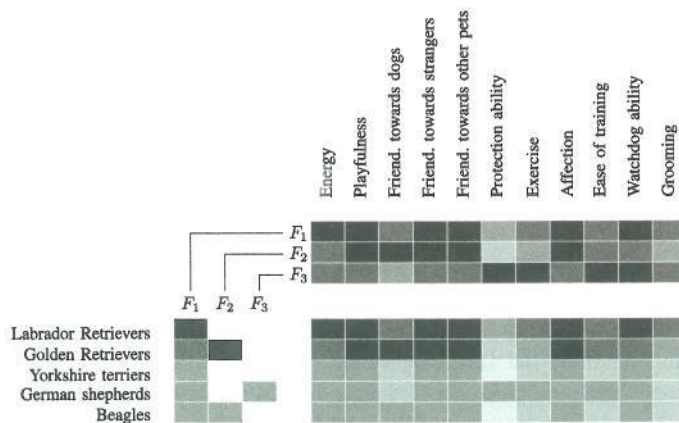 Energy
Playfulness
Friend. towards dogs
Friend. towards strangers
Friend. towards other pets
Protection ability
Exercise
Affection
Ease of training
Watchdog ability
Grooming
F₁
F₂
F₃
F₁ F₂ F₃
Labrador Retrievers
Golden Retrievers
Yorkshire terriers
German shepherds
Beagles